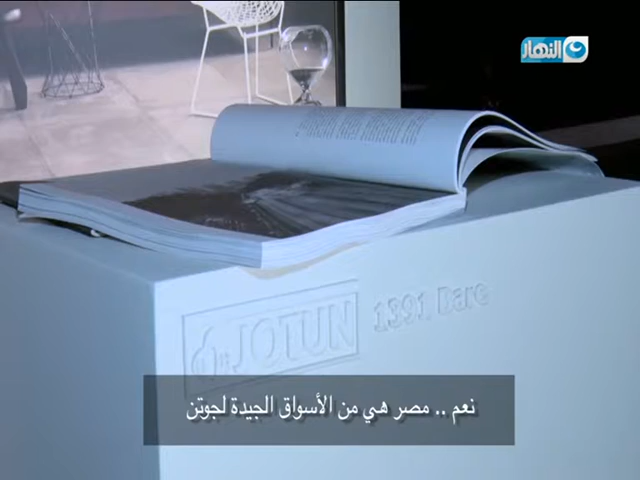 النهار
JOTUN 1391 Bare
نعم .. مصر هي من الأسواق الجيدة لجوتن